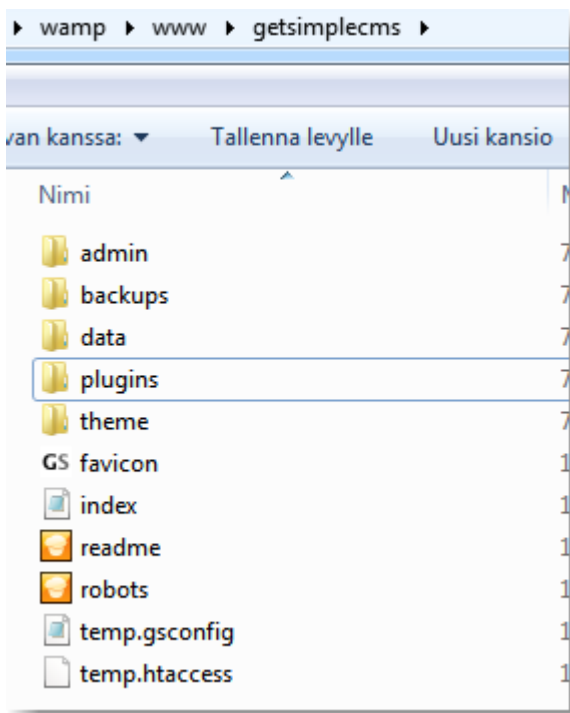 wamp www getsimplecms
van kanssa: Tallenna levylle Uusi kansio
Nimi
admin
backups
data
plugins
theme
GS favicon
index
readme
robots
temp.gsconfig
temp.htaccess